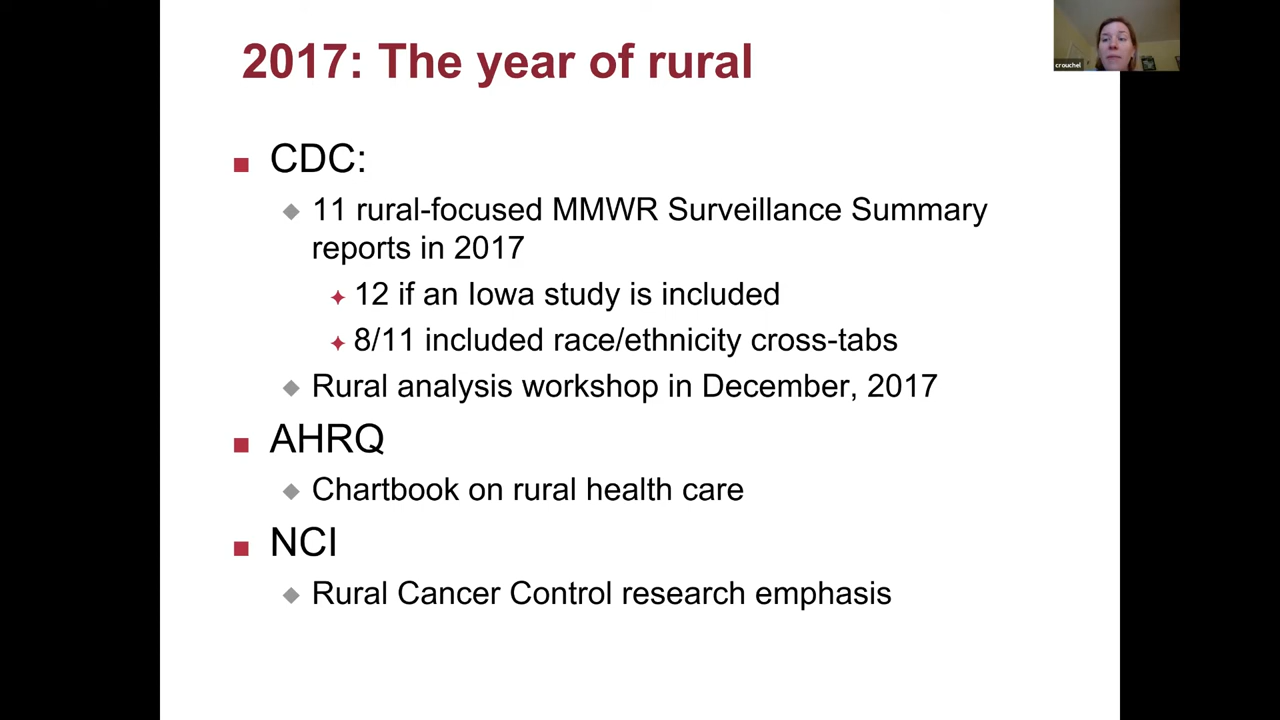 2017: The year of rural
crouchel
CDC:
11 rural-focused MMWR Surveillance Summary
reports in 2017
12 if an Iowa study is included
8/11 included race/ethnicity cross-tabs
Rural analysis workshop in December, 2017
AHRQ
Chartbook on rural health care
NCI
Rural Cancer Control research emphasis